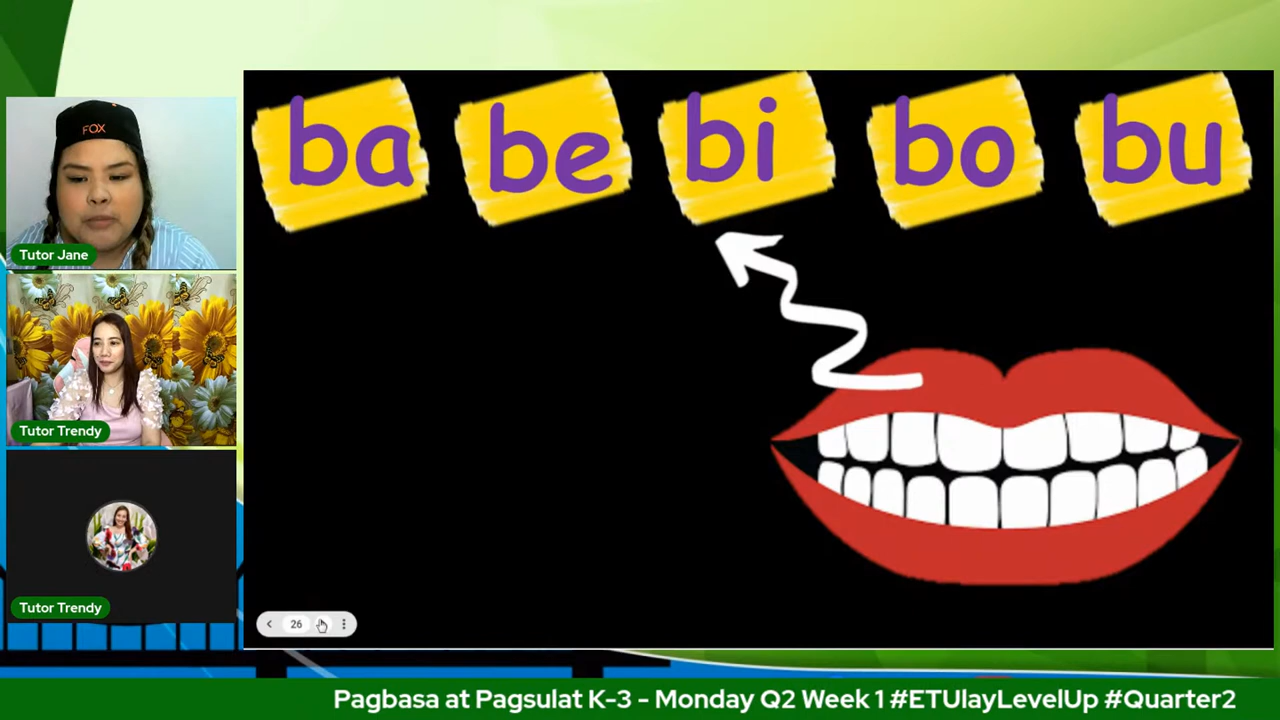 ba be bi bo bu
FOX
Tutor Jane
Tutor Trendy
Tutor Trendy
26
Pagbasa at Pagsulat K-3 - Monday Q2 Week 1 #ETUlayLevelUp #Quarter2